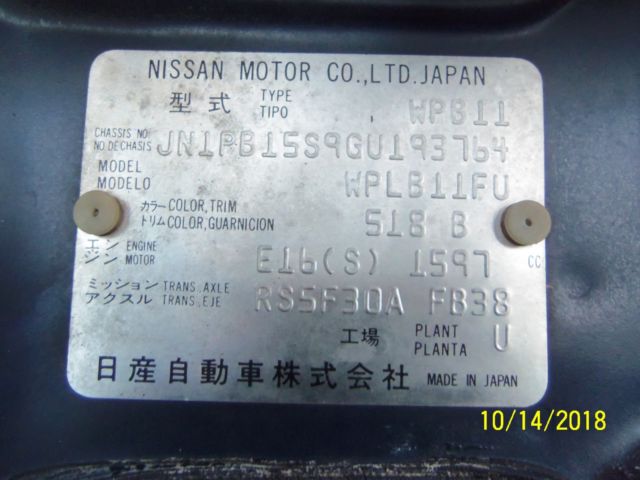 NISSAN MOTOR CO.,LTD.JAPAN
型式 TYPE TIPO WPB11
CHASSIS NO. NO DE CHASIS JN1PB15S9GU193764
MODEL MODELO WPLB11FU
カラー COLOR, TRIM トリム COLOR, GUARNICION 518 B
エンジン ENGINE MOTOR E16(S) 1597 CC
ミッション アクスル TRANS. AXLE TRANS. EJE RS5F30A FB38
工場 PLANT PLANTA U
日産自動車株式会社 MADE IN JAPAN
10/14/2018